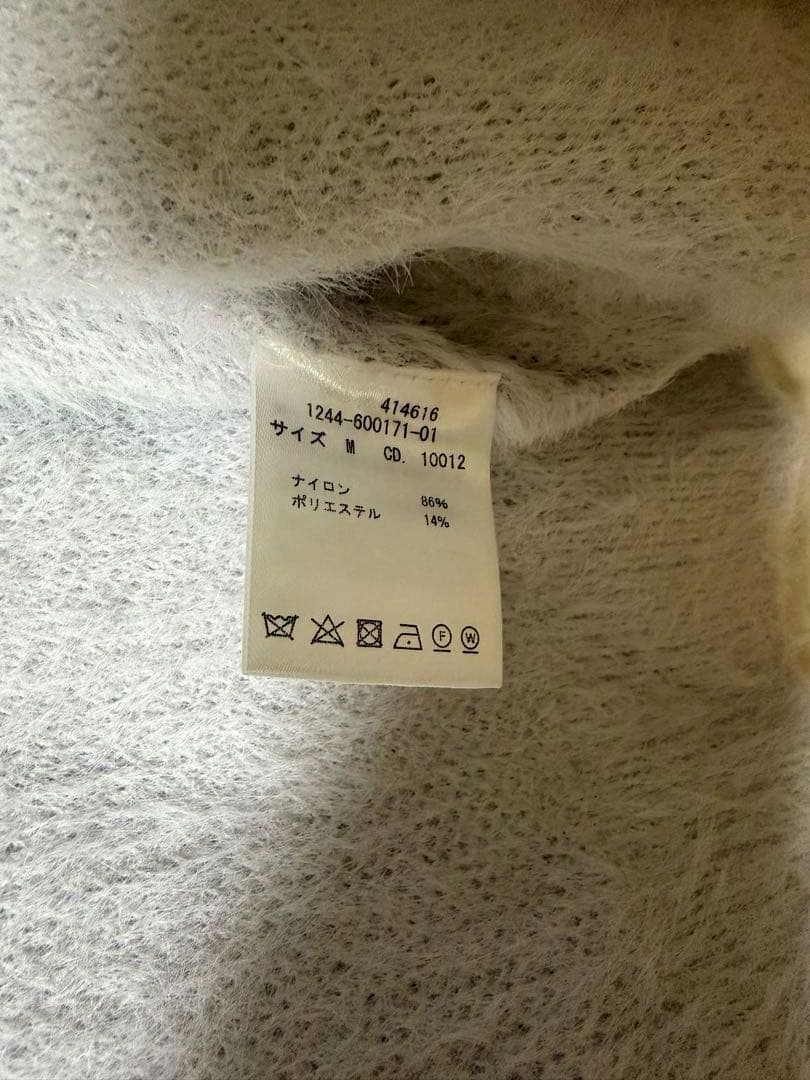 414616
1244-600171-01
サイズ M CD. 10012
ナイロン 86%
ポリエステル 14%
F W